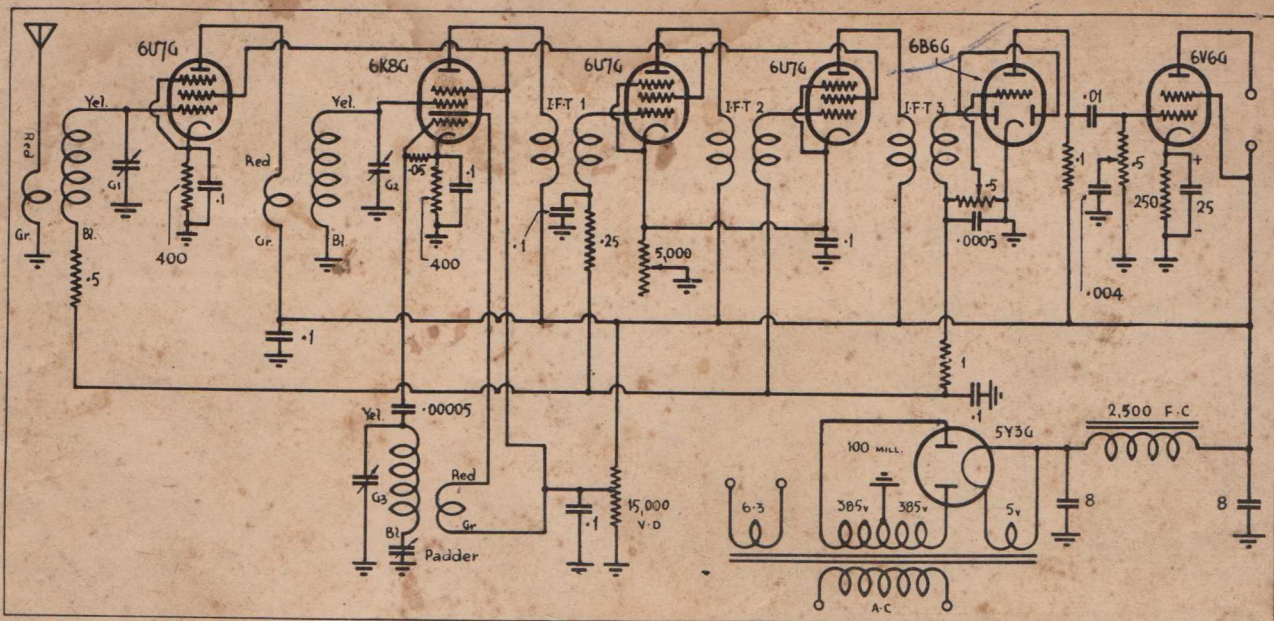 6U7G
6K8G
6U7G
6U7G
6B6G
6V6G
Yel.
Yel.
I.F.T 1
I.F.T 2
I.F.T 3
.01
Red
G1
.1
Red
G2
.05
.1
.1
.25
.5
.0005
.1
.5
250
+
25
-
Gr.
Bl.
Gr.
Bl.
400
400
5,000
.1
.004
.5
.1
1
.1
Yel.
.00005
G3
Red
Gr
Bl
Padder
.1
15,000
V.D
6.3
100 MILL.
385v
385v
5Y3G
5v
A.C
2,500 F.C
8
8